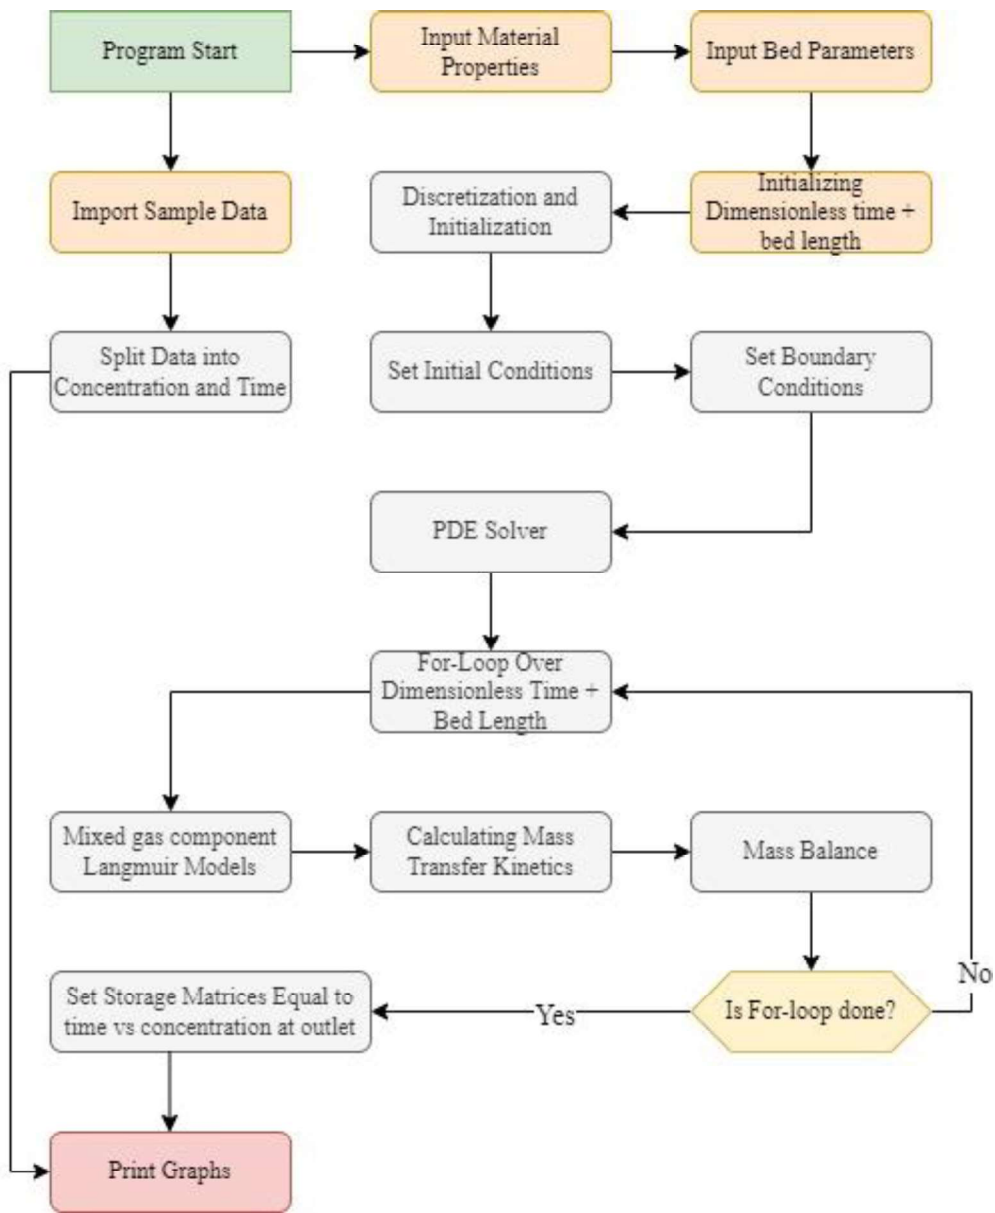 Program Start
Input Material
Properties
Input Bed Parameters
Import Sample Data
Discretization and
Initialization
Initializing
Dimensionless time +
bed length
Split Data into
Concentration and Time
Set Initial Conditions
Set Boundary
Conditions
PDE Solver
For-Loop Over
Dimensionless Time +
Bed Length
Mixed gas component
Langmuir Models
Calculating Mass
Transfer Kinetics
Mass Balance
Set Storage Matrices Equal to
time vs concentration at outlet
Yes
Is For-loop done?
No
Print Graphs